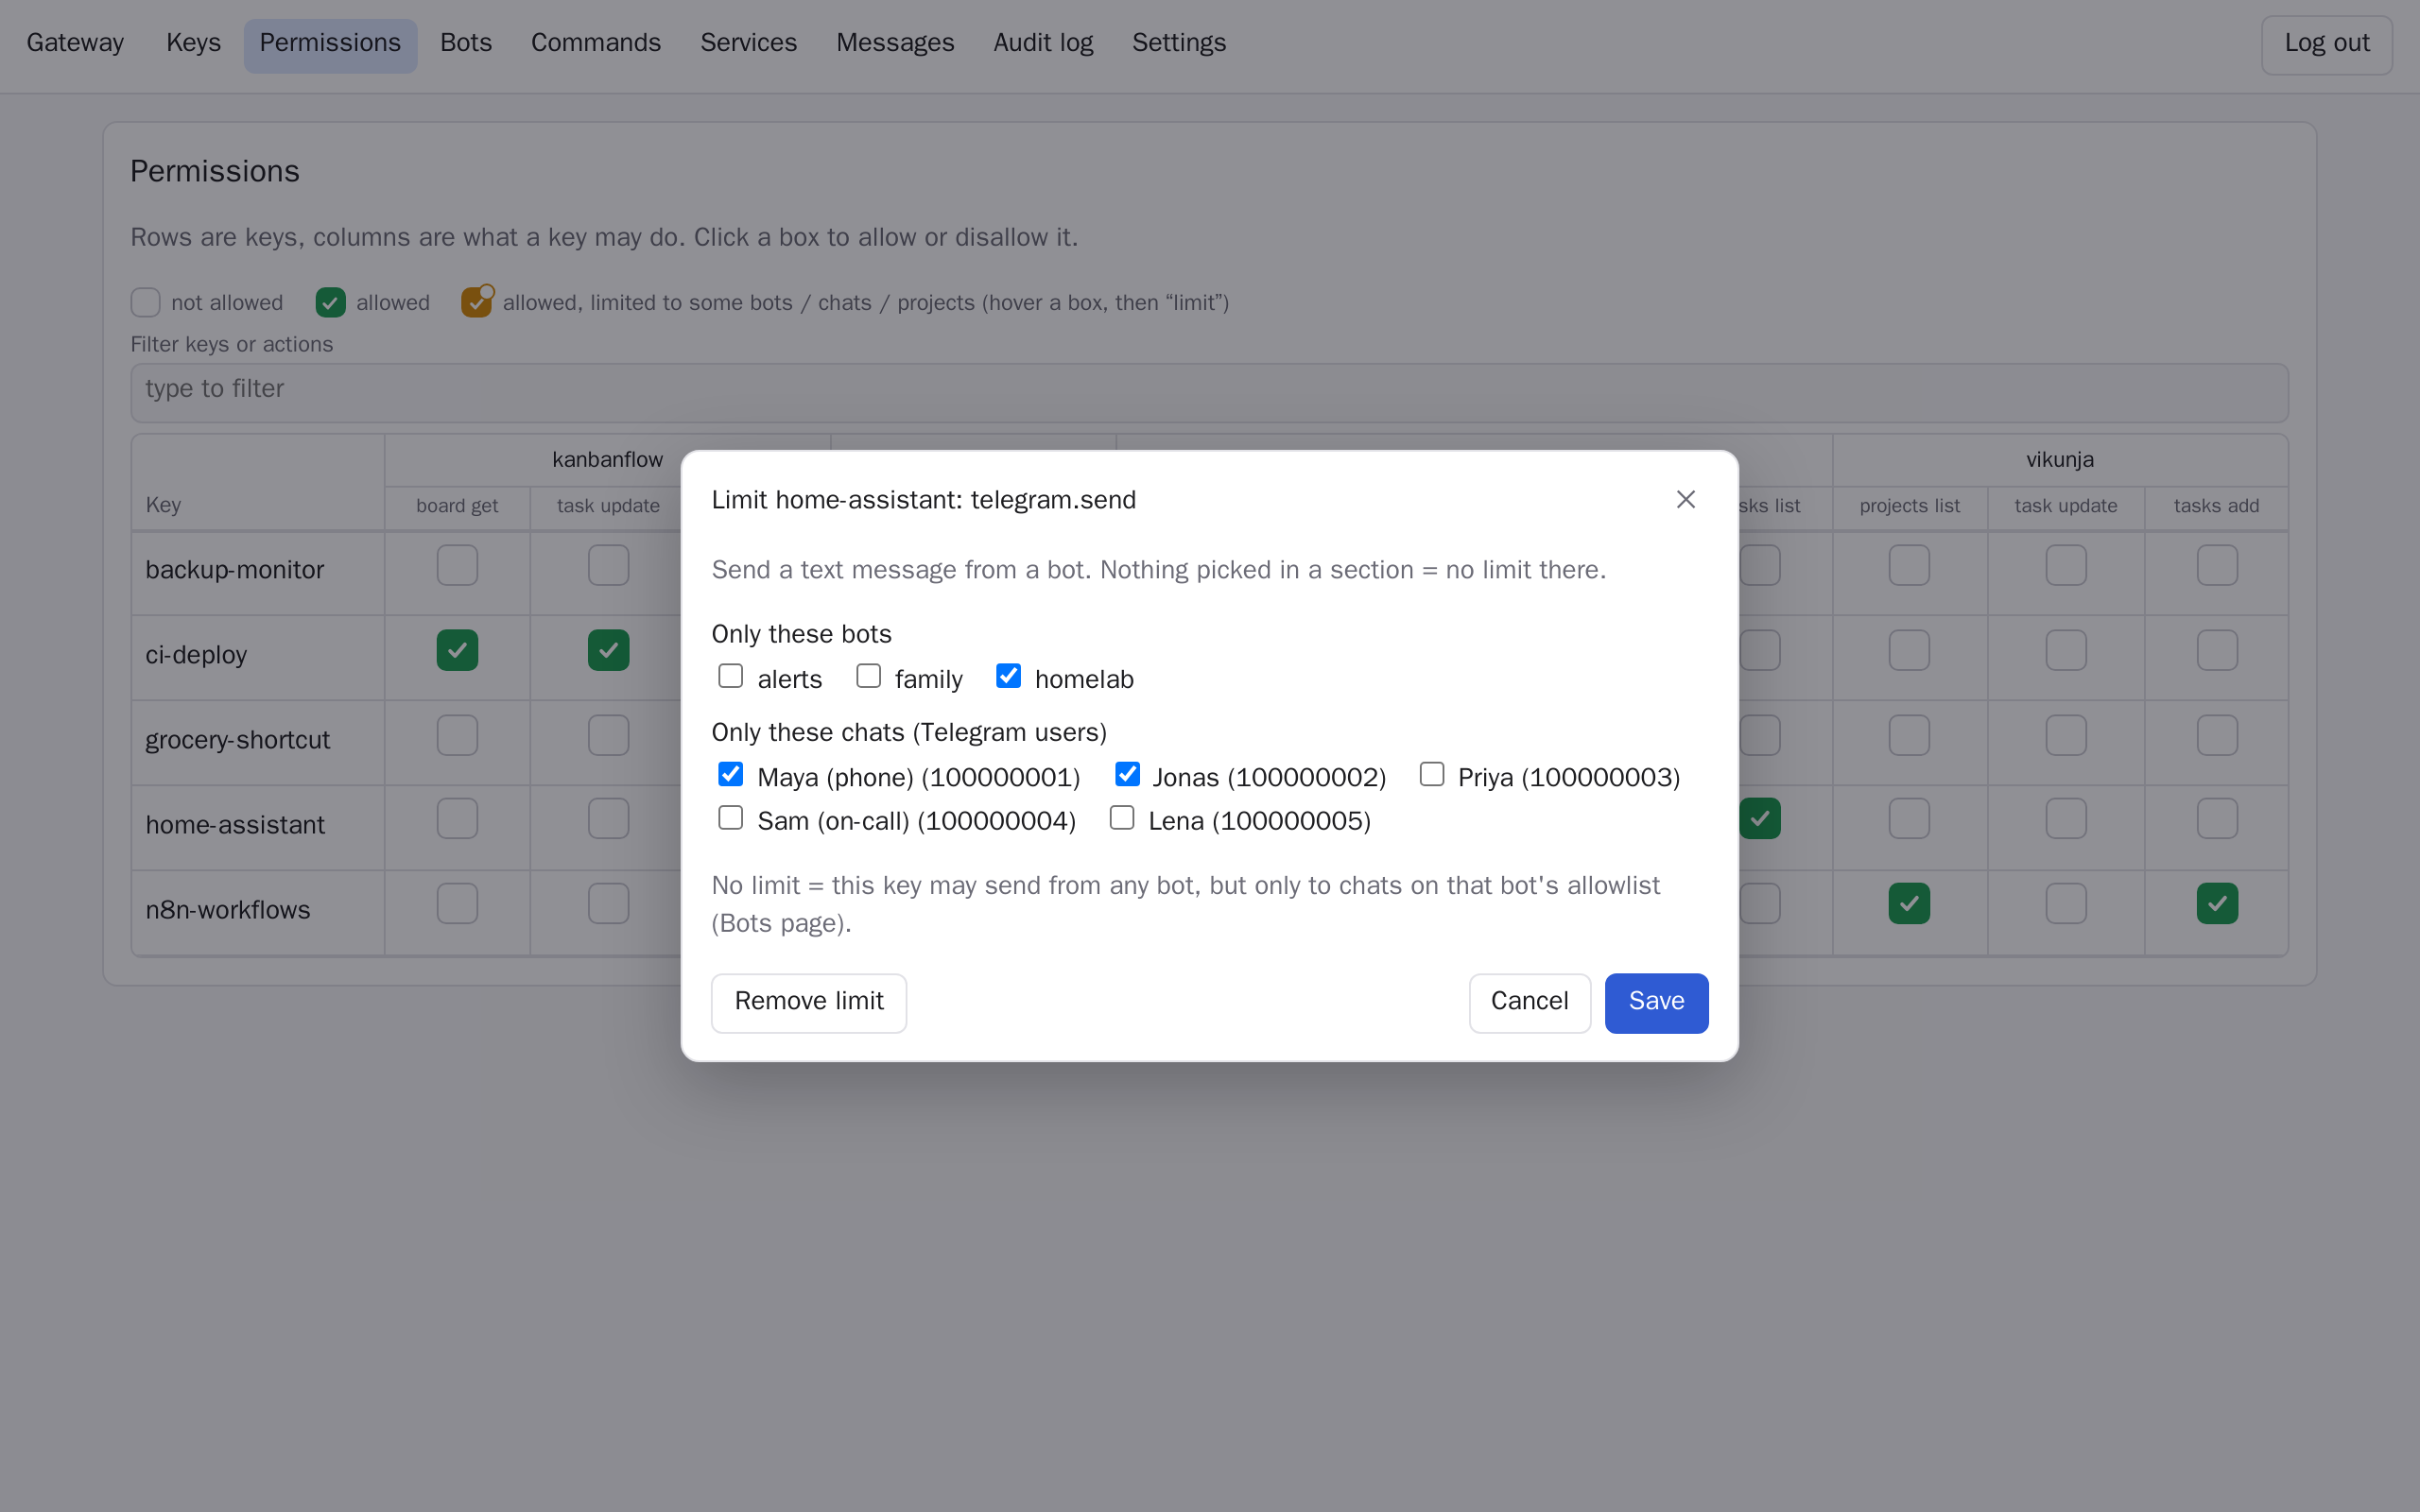 Gateway Keys Permissions Bots Commands Services Messages Audit log Settings Log out
Permissions
Rows are keys, columns are what a key may do. Click a box to allow or disallow it.
not allowed allowed allowed, limited to some bots / chats / projects (hover a box, then “limit”)
Filter keys or actions
type to filter
kanbanflow vikunja
Key board get task update list projects list task update tasks add
backup-monitor
ci-deploy
grocery-shortcut
home-assistant
n8n-workflows
Limit home-assistant: telegram.send
Send a text message from a bot. Nothing picked in a section = no limit there.
Only these bots
alerts family homelab
Only these chats (Telegram users)
Maya (phone) (100000001) Jonas (100000002) Priya (100000003)
Sam (on-call) (100000004) Lena (100000005)
No limit = this key may send from any bot, but only to chats on that bot's allowlist
(Bots page).
Remove limit Cancel Save